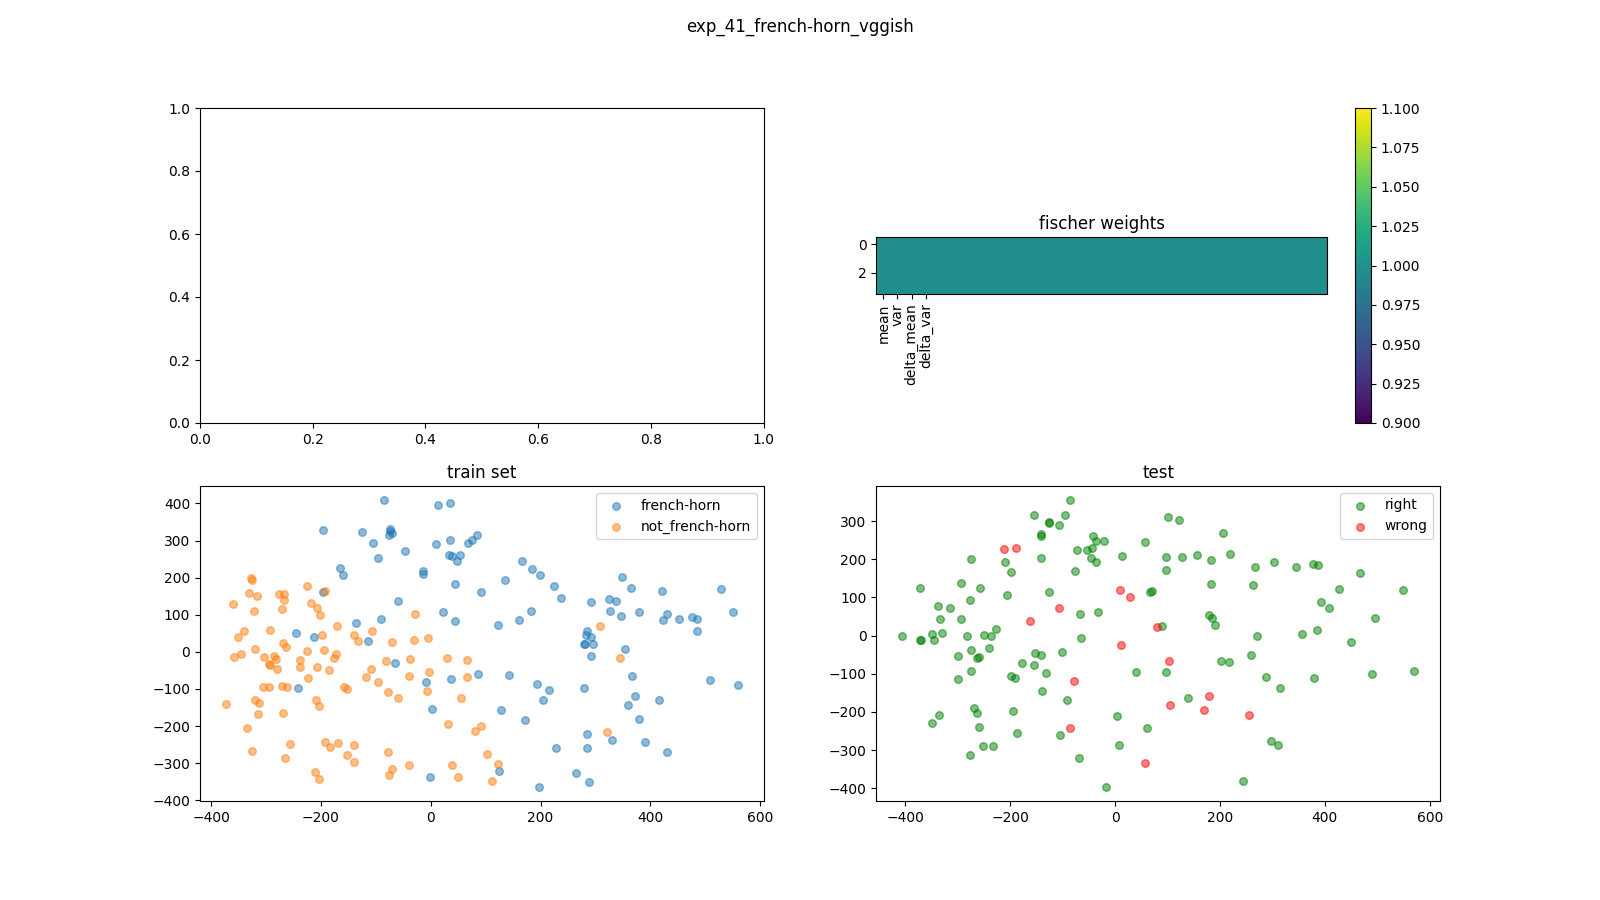 exp_41_french-horn_vggish
1.0
0.8
0.6
0.4
0.2
0.0
0.0 0.2 0.4 0.6 0.8 1.0
fischer weights
0
2
mean
var
delta_mean
delta_var
1.100
1.075
1.050
1.025
1.000
0.975
0.950
0.925
0.900
train set
400
300
200
100
0
−100
−200
−300
−400
−400 −200 0 200 400 600
french-horn
not_french-horn
test
300
200
100
0
−100
−200
−300
−400
−400 −200 0 200 400 600
right
wrong